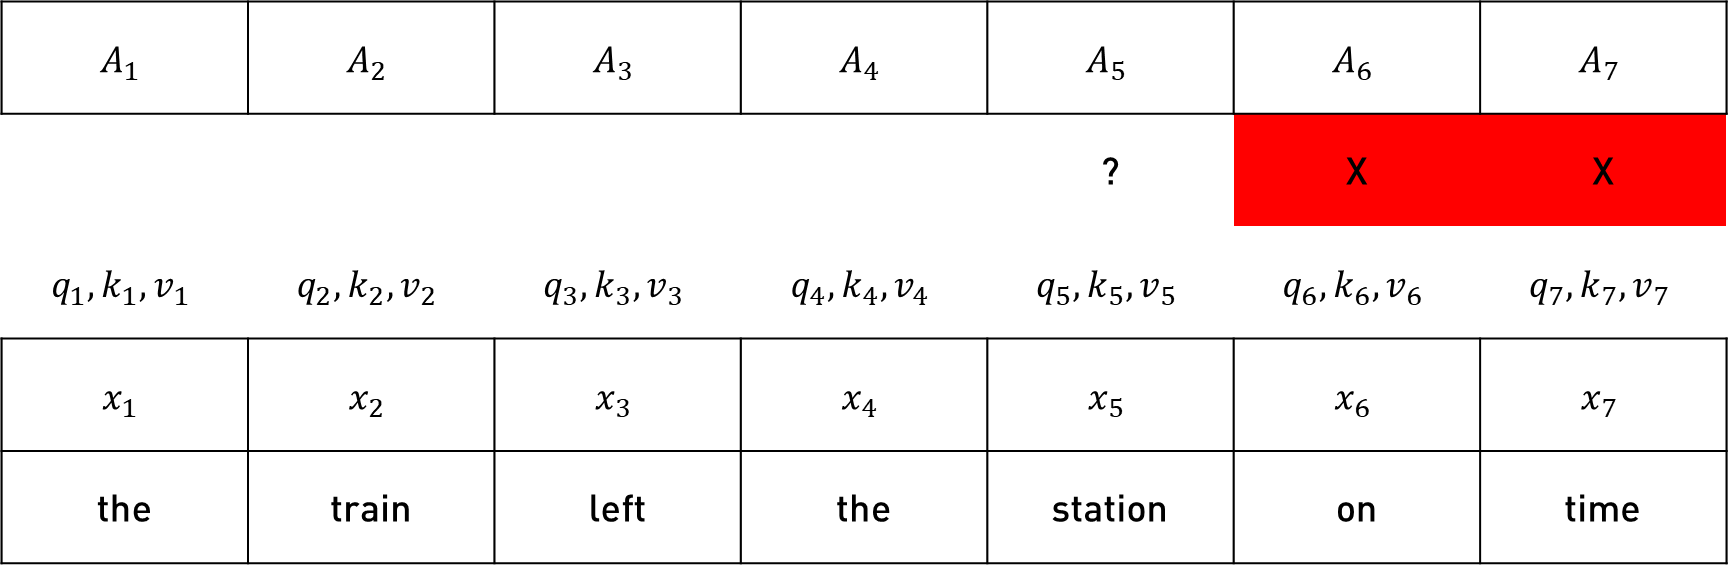 A₁ A₂ A₃ A₄ A₅ A₆ A₇
? X X
q₁, k₁, v₁ q₂, k₂, v₂ q₃, k₃, v₃ q₄, k₄, v₄ q₅, k₅, v₅ q₆, k₆, v₆ q₇, k₇, v₇
x₁ x₂ x₃ x₄ x₅ x₆ x₇
the train left the station on time